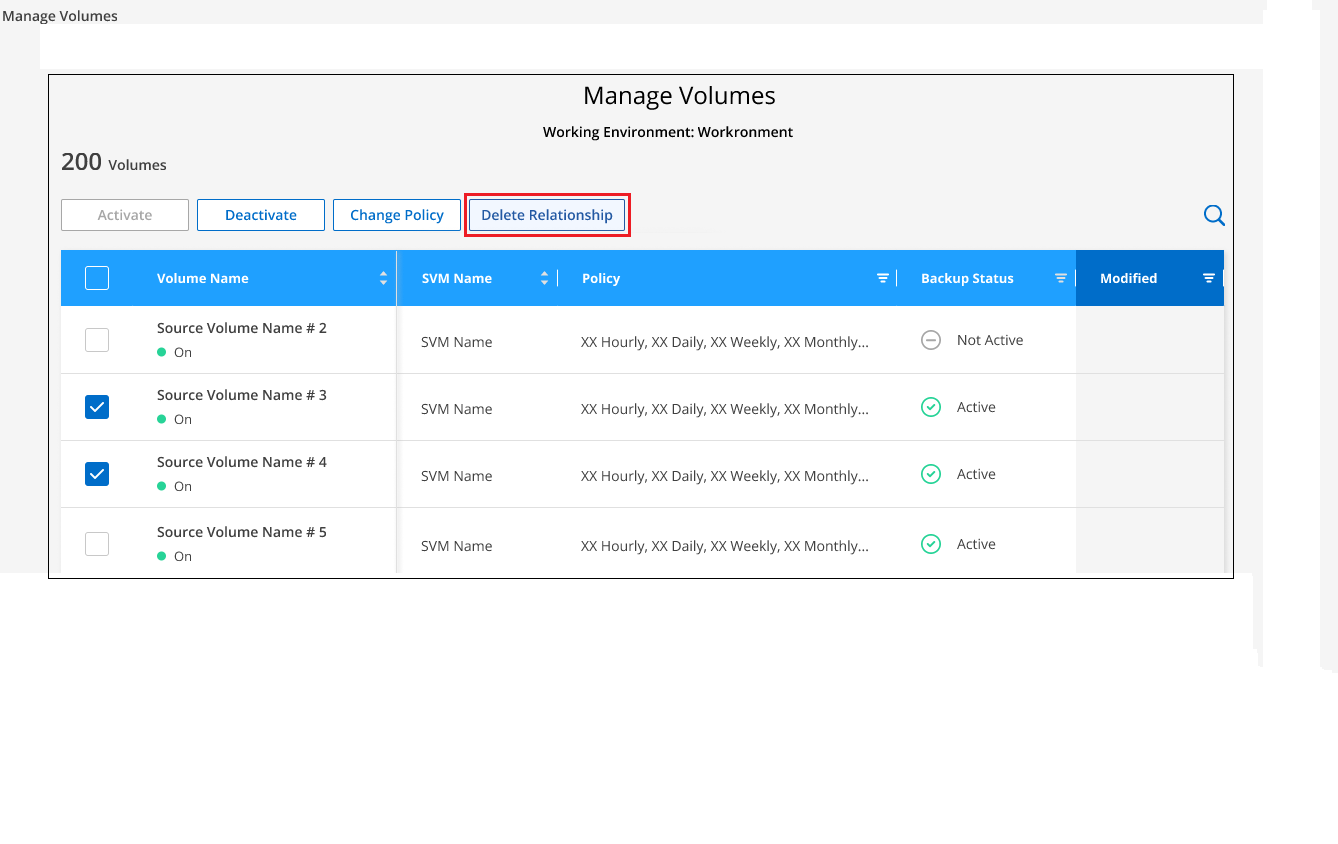 Manage Volumes
Manage Volumes
Working Environment: Workronment
200 Volumes
Activate Deactivate Change Policy Delete Relationship
Volume Name SVM Name Policy Backup Status Modified
Source Volume Name # 2
On
SVM Name XX Hourly, XX Daily, XX Weekly, XX Monthly... Not Active
Source Volume Name # 3
On
SVM Name XX Hourly, XX Daily, XX Weekly, XX Monthly... Active
Source Volume Name # 4
On
SVM Name XX Hourly, XX Daily, XX Weekly, XX Monthly... Active
Source Volume Name # 5
On
SVM Name XX Hourly, XX Daily, XX Weekly, XX Monthly... Active